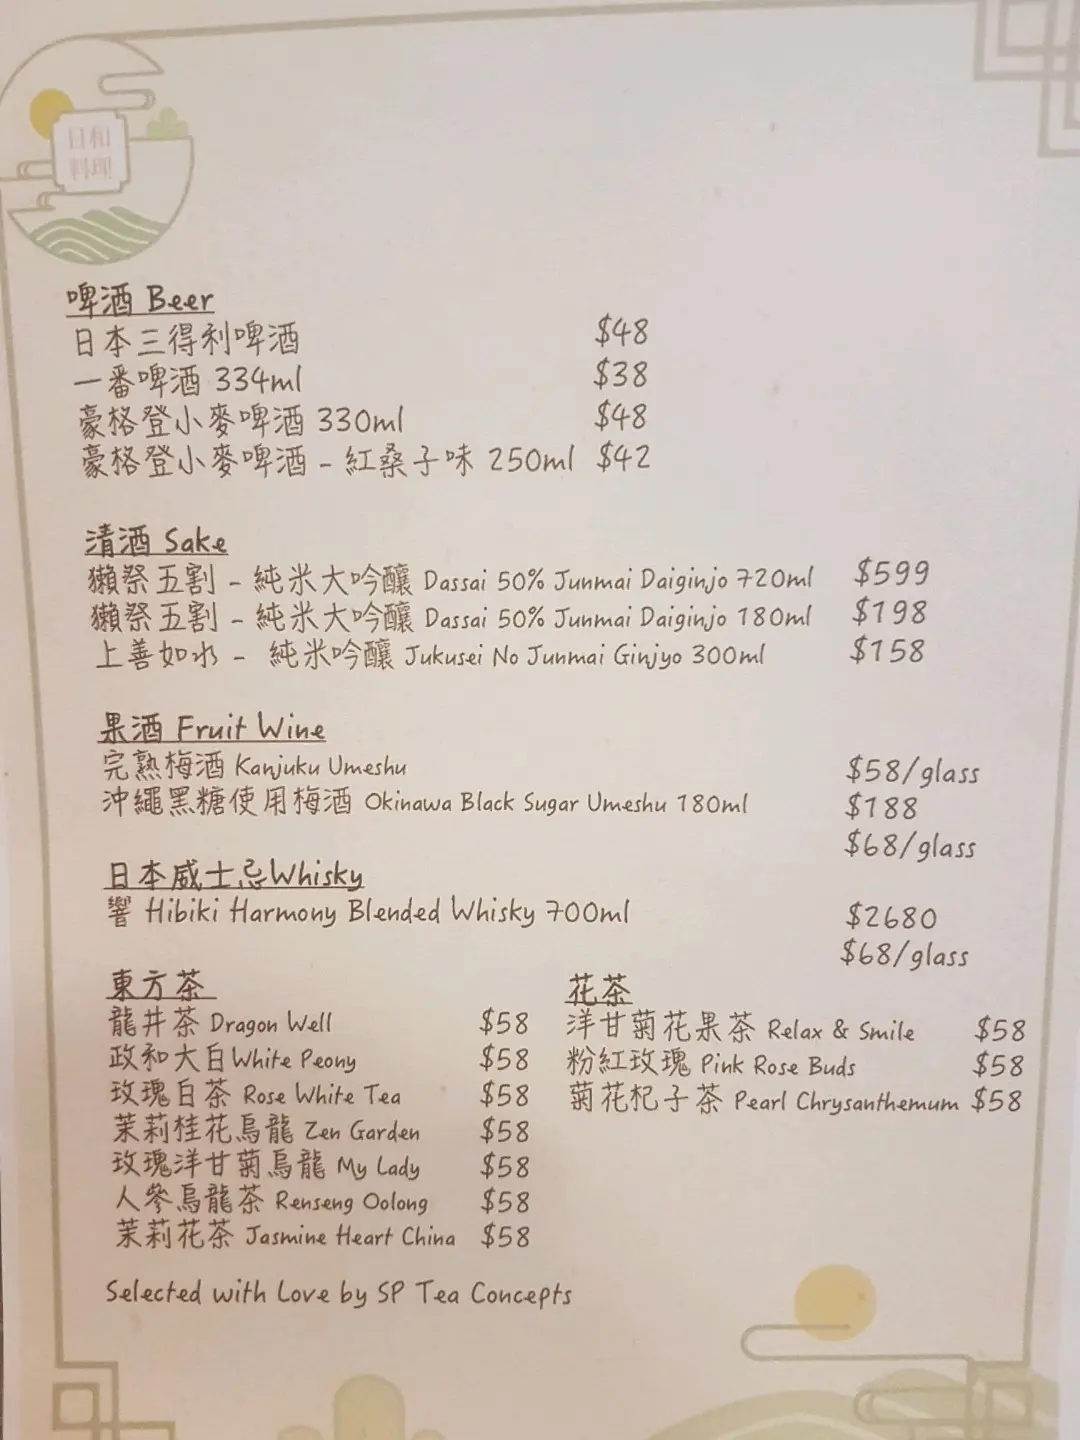 日和
料理
啤酒 Beer
日本三得利啤酒 $48
一番啤酒 334ml $38
豪格登小麥啤酒 330ml $48
豪格登小麥啤酒 - 紅桑子味 250ml $42
清酒 Sake
獺祭五割 - 純米大吟釀 Dassai 50% Junmai Daiginjo 720ml $599
獺祭五割 - 純米大吟釀 Dassai 50% Junmai Daiginjo 180ml $198
上善如水 - 純米吟釀 Jukusei No Junmai Ginjyo 300ml $158
果酒 Fruit Wine
完熟梅酒 Kanjuku Umeshu $58/glass
沖繩黑糖使用梅酒 Okinawa Black Sugar Umeshu 180ml $188
$68/glass
日本威士忌Whisky
響 Hibiki Harmony Blended Whisky 700ml $2680
$68/glass
東方茶
龍井茶 Dragon Well $58
政和大白White Peony $58
玫瑰白茶 Rose White Tea $58
茉莉桂花烏龍 Zen Garden $58
玫瑰洋甘菊烏龍 My Lady $58
人參烏龍茶 Renseng Oolong $58
茉莉花茶 Jasmine Heart China $58
花茶
洋甘菊花果茶 Relax & Smile $58
粉紅玫瑰 Pink Rose Buds $58
菊花杞子茶 Pearl Chrysanthemum $58
Selected with Love by SP Tea Concepts